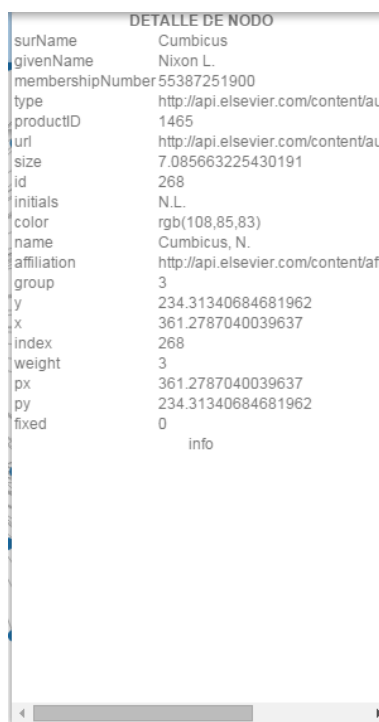 DETALLE DE NODO
surName Cumbicus
givenName Nixon L.
membershipNumber 55387251900
type http://api.elsevier.com/content/au
productID 1465
url http://api.elsevier.com/content/au
size 7.085663225430191
id 268
initials N.L.
color rgb(108,85,83)
name Cumbicus, N.
affiliation http://api.elsevier.com/content/af
group 3
y 234.31340684681962
x 361.2787040039637
index 268
weight 3
px 361.2787040039637
py 234.31340684681962
fixed 0
info